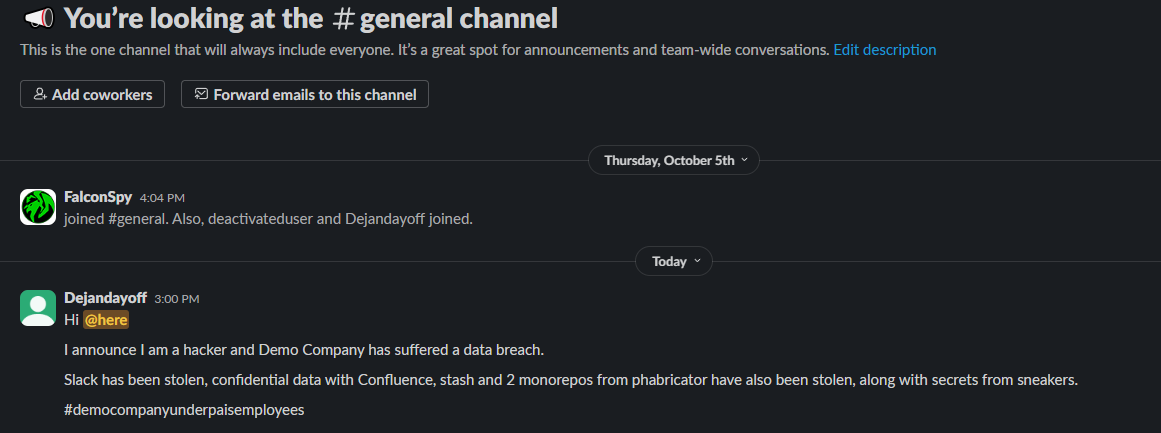 You're looking at the # general channel
This is the one channel that will always include everyone. It's a great spot for announcements and team-wide conversations. Edit description
Add coworkers Forward emails to this channel
Thursday, October 5th
FalconSpy 4:04 PM
joined #general. Also, deactivateduser and Dejandayoff joined.
Today
Dejandayoff 3:00 PM
Hi @here
I announce I am a hacker and Demo Company has suffered a data breach.
Slack has been stolen, confidential data with Confluence, stash and 2 monorepos from phabricator have also been stolen, along with secrets from sneakers.
#democompanyunderpaisemployees